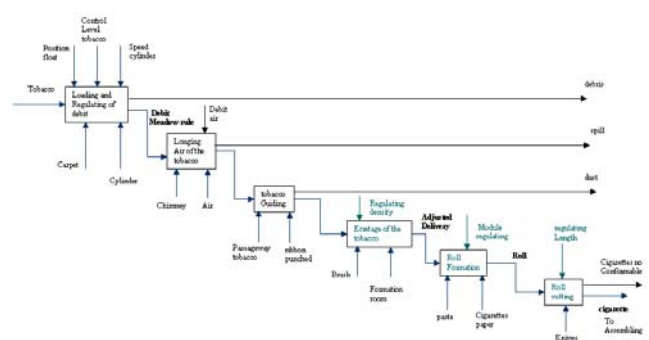 Control
Level
tobacco
Position
float
Speed
cylinder
Tobacco
Loading and
Regulating of
debit
debris
Debit
Meadow rule
Debit
air
Carpet
Cylinder
Longing
Air of the
tobacco
spill
Chimney
Air
tobacco
Guiding
dust
Passageway
tobacco
ribbon
punched
Regulating
density
Ecretage of the
tobacco
Adjusted
Delivery
Brush
Formation
room
Module
regulating
Roll
Formation
Roll
paste
Cigarettes
paper
regulating
Length
Roll
cutting
Cigarettes no
Conformable
cigarette
To
Assembling
Knives